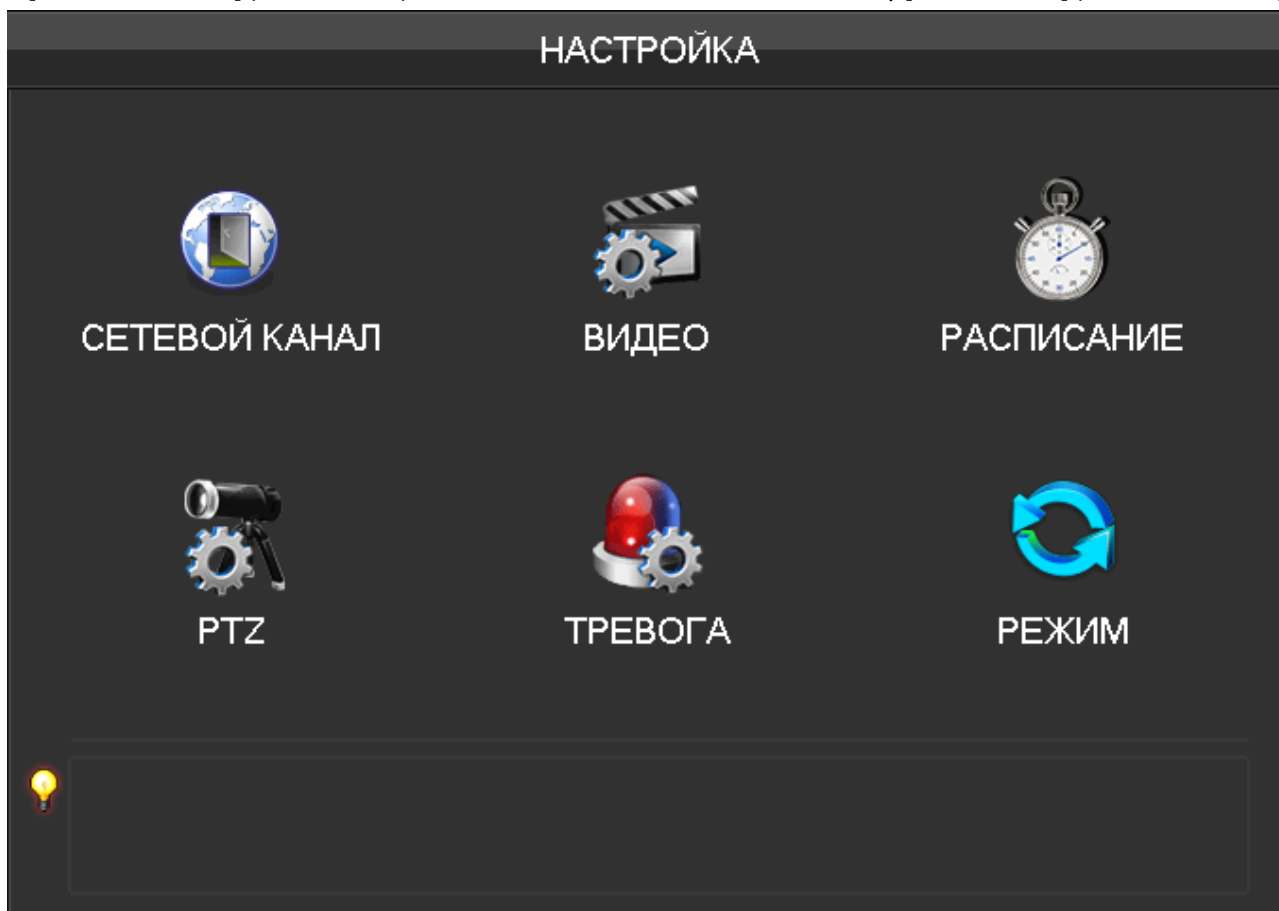 НАСТРОЙКА
СЕТЕВОЙ КАНАЛ
ВИДЕО
РАСПИСАНИЕ
PTZ
ТРЕВОГА
РЕЖИМ